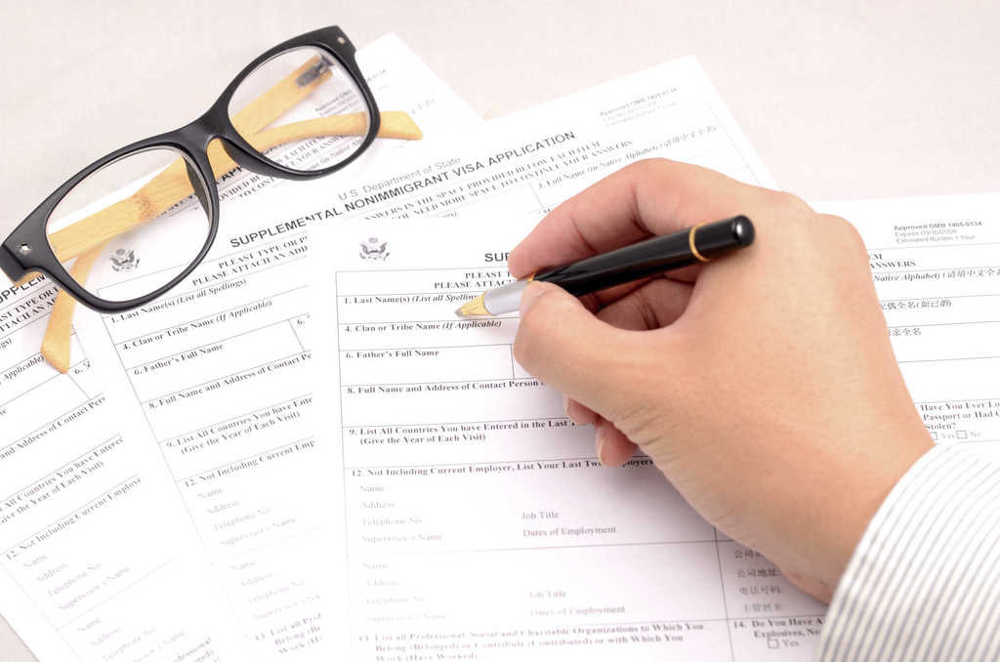 Approved OMB 1405-0134
U.S. Department of State
SUPPLEMENTAL NONIMMIGRANT VISA APPLICATION
ANSWERS IN THE SPACE PROVIDED BELOW EACH ITEM
YOU NEED MORE SPACE TO CONTINUE YOUR ANSWERS
3. Full Name (in Native Alphabet) (请填中文全名)
PLEASE TYPE OR
PLEASE ATTACH AN ADD
1. Last Name(s) (List all Spellings)
4. Clan or Tribe Name (If Applicable)
6. Father's Full Name
8. Full Name and Address of Contact Pe
9. List All Countries You have Ente
(Give the Year of Each Visit)
12. Not Including Current Emp
Name
Address
Telephone No
Supervisor's Name
Name
Address
Telephone No
Supervisor's Name
13 List all Prof
Work (H
Approved OMB 1405-0134
Expires 09/30/2006
Estimated Burden 1 hour
SU
PLEASE T
PLEASE ATTAC
EM
NSWERS
Native Alphabet) (请填中文全
配偶全名(如已婚)
母亲全名
1. Last Name(s) (List all Spellin
4. Clan or Tribe Name (If Applicable)
6. Father's Full Name
8. Full Name and Address of Contact Person
9. List All Countries You have Entered in the Last
(Give the Year of Each Visit)
Have You Ever Lo
Passport or Had O
Stolen?
Yes No
12. Not Including Current Employer, List Your Last Two Employers
Name
Address
Telephone No
Supervisor's Name
Job Title
Dates of Employment
公司名
公司地址
电话号码:
主管姓名:
Name
Address
Telephone No
Supervisor's Name
Job Title
Dates of Employment
13 List all Professional, Social and Charitable Organizations to Which You
Belong (Belonged) or Contribute (Contributed) or with Which You
Work (Have Worked).
14. Do You Have A
Explosives, Nu
Yes
Applicable)
6.
and Address of Contact Pers
All Countries You have Entered
Give the Year of Each Visit)
12. Not Including Current Employe
Name
Address
Telephone No
Supervisor's Name
Name
Address
Telephone No